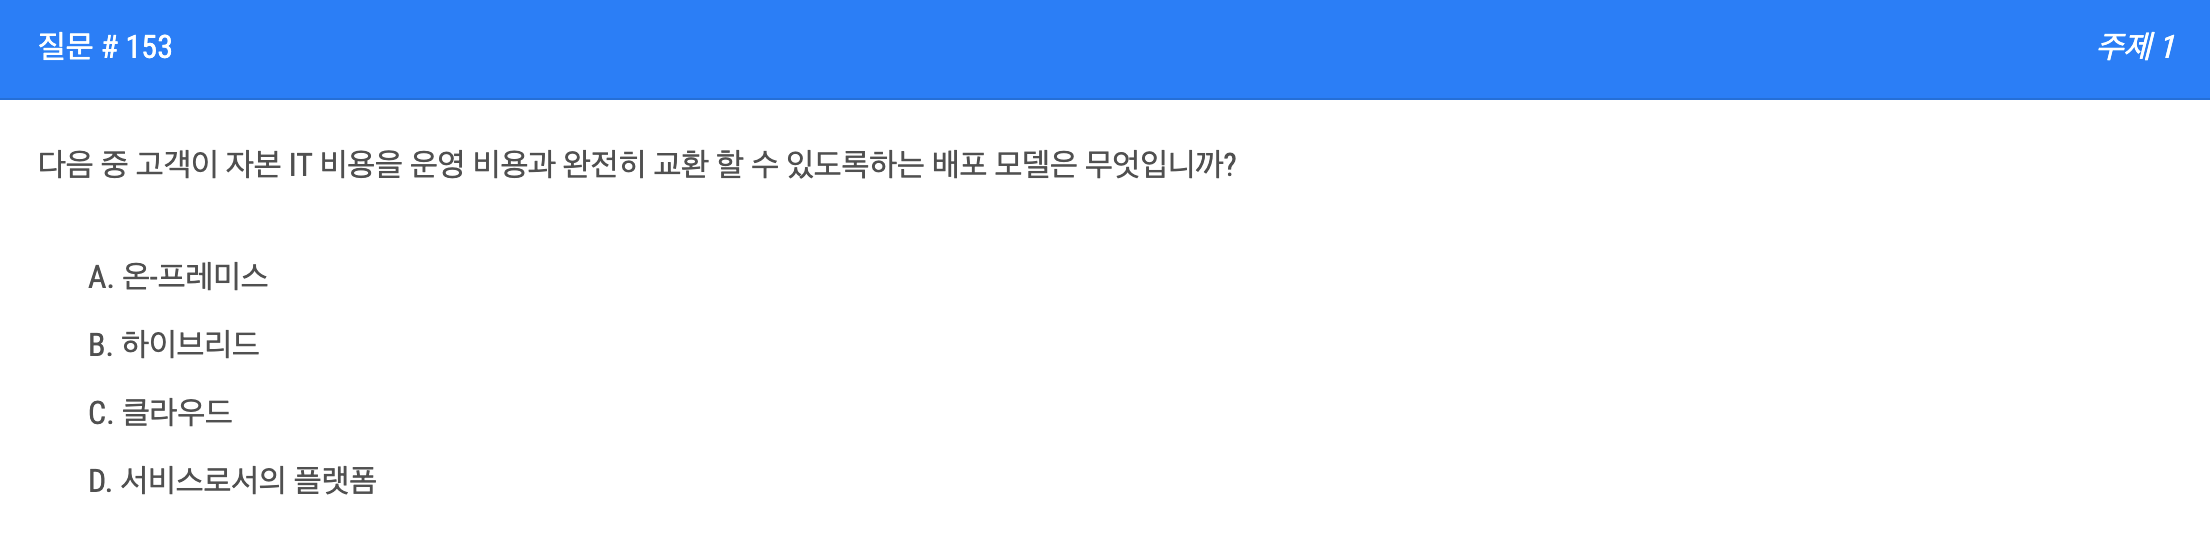 질문 # 153
주제 1
다음 중 고객이 자본 IT 비용을 운영 비용과 완전히 교환 할 수 있도록하는 배포 모델은 무엇입니까?
A. 온-프레미스
B. 하이브리드
C. 클라우드
D. 서비스로서의 플랫폼